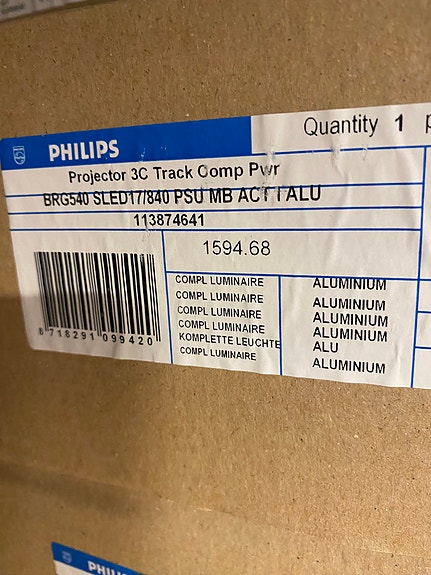 Quantity 1
PHILIPS
Projector 3C Track Comp Pwr
BRG540 SLED17/840 PSU MB ACT I ALU
113874641
1594.68
COMPL LUMINAIRE ALUMINIUM
COMPL LUMINAIRE ALUMINIUM
COMPL LUMINAIRE ALUMINIUM
COMPL LUMINAIRE ALUMINIUM
KOMPLETTE LEUCHTE ALU
COMPL LUMINAIRE ALUMINIUM
8 718291 099420